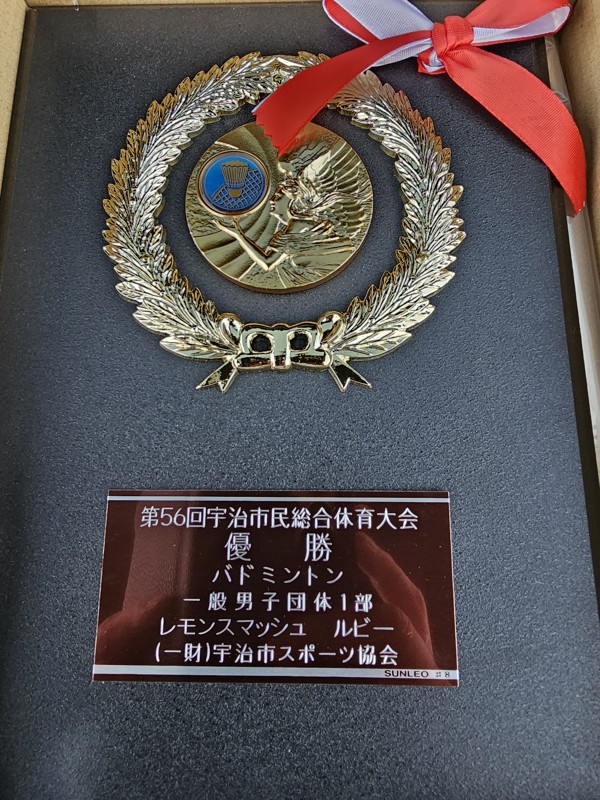 第56回宇治市民総合体育大会
優 勝
バドミントン
一般男子団体1部
レモンスマッシュ ルビー
(一財)宇治市スポーツ協会
SUNLEO #8